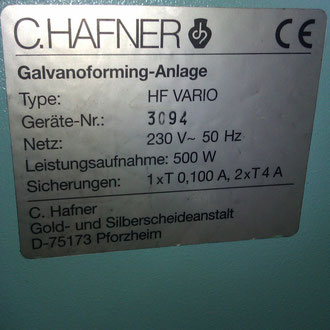 C.HAFNER CE
Galvanoforming-Anlage
Type: HF VARIO
Geräte-Nr.: 3094
Netz: 230 V~ 50 Hz
Leistungsaufnahme: 500 W
Sicherungen: 1xT 0,100 A, 2xT 4 A
C. Hafner
Gold- und Silberscheideanstalt
D-75173 Pforzheim